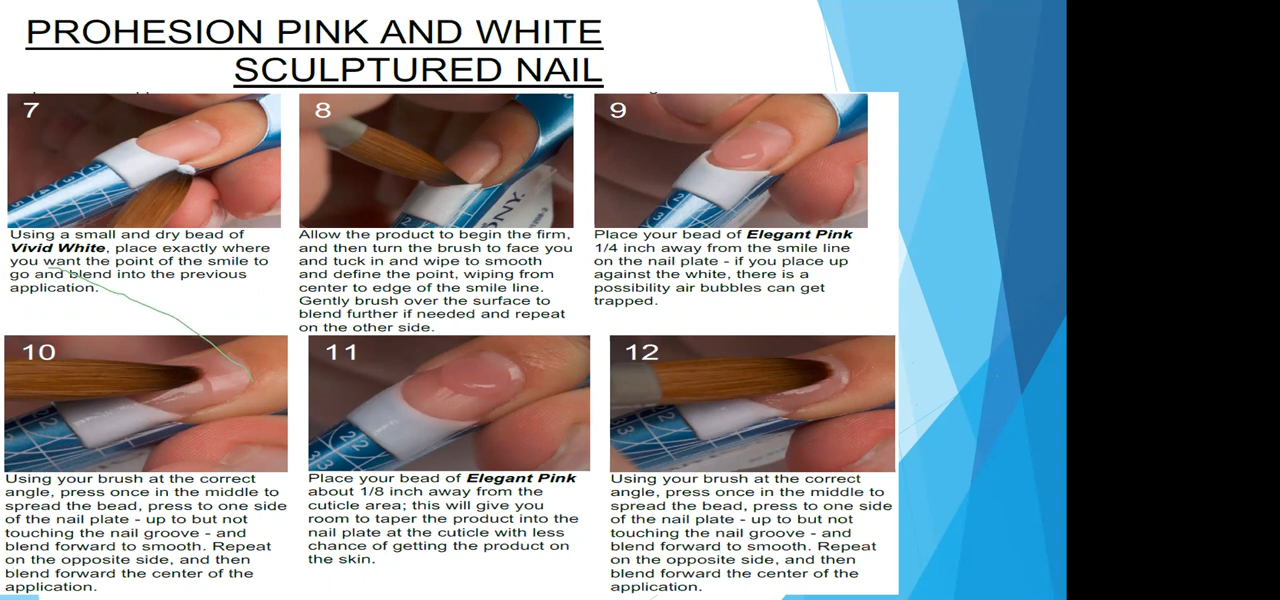 PROHESION PINK AND WHITE
SCULPTURED NAIL
7
8
9
Using a small and dry bead of
Vivid White, place exactly where
you want the point of the smile to
go and blend into the previous
application.
Allow the product to begin the firm,
and then turn the brush to face you
and tuck in and wipe to smooth
and define the point, wiping from
center to edge of the smile line.
Gently brush over the surface to
blend further if needed and repeat
on the other side.
Place your bead of Elegant Pink
1/4 inch away from the smile line
on the nail plate - if you place up
against the white, there is a
possibility air bubbles can get
trapped.
10
11
12
Using your brush at the correct
angle, press once in the middle to
spread the bead, press to one side
of the nail plate - up to but not
touching the nail groove - and
blend forward to smooth. Repeat
on the opposite side, and then
blend forward the center of the
application.
Place your bead of Elegant Pink
about 1/8 inch away from the
cuticle area; this will give you
room to taper the product into the
nail plate at the cuticle with less
chance of getting the product on
the skin.
Using your brush at the correct
angle, press once in the middle to
spread the bead, press to one side
of the nail plate - up to but not
touching the nail groove - and
blend forward to smooth. Repeat
on the opposite side, and then
blend forward the center of the
application.